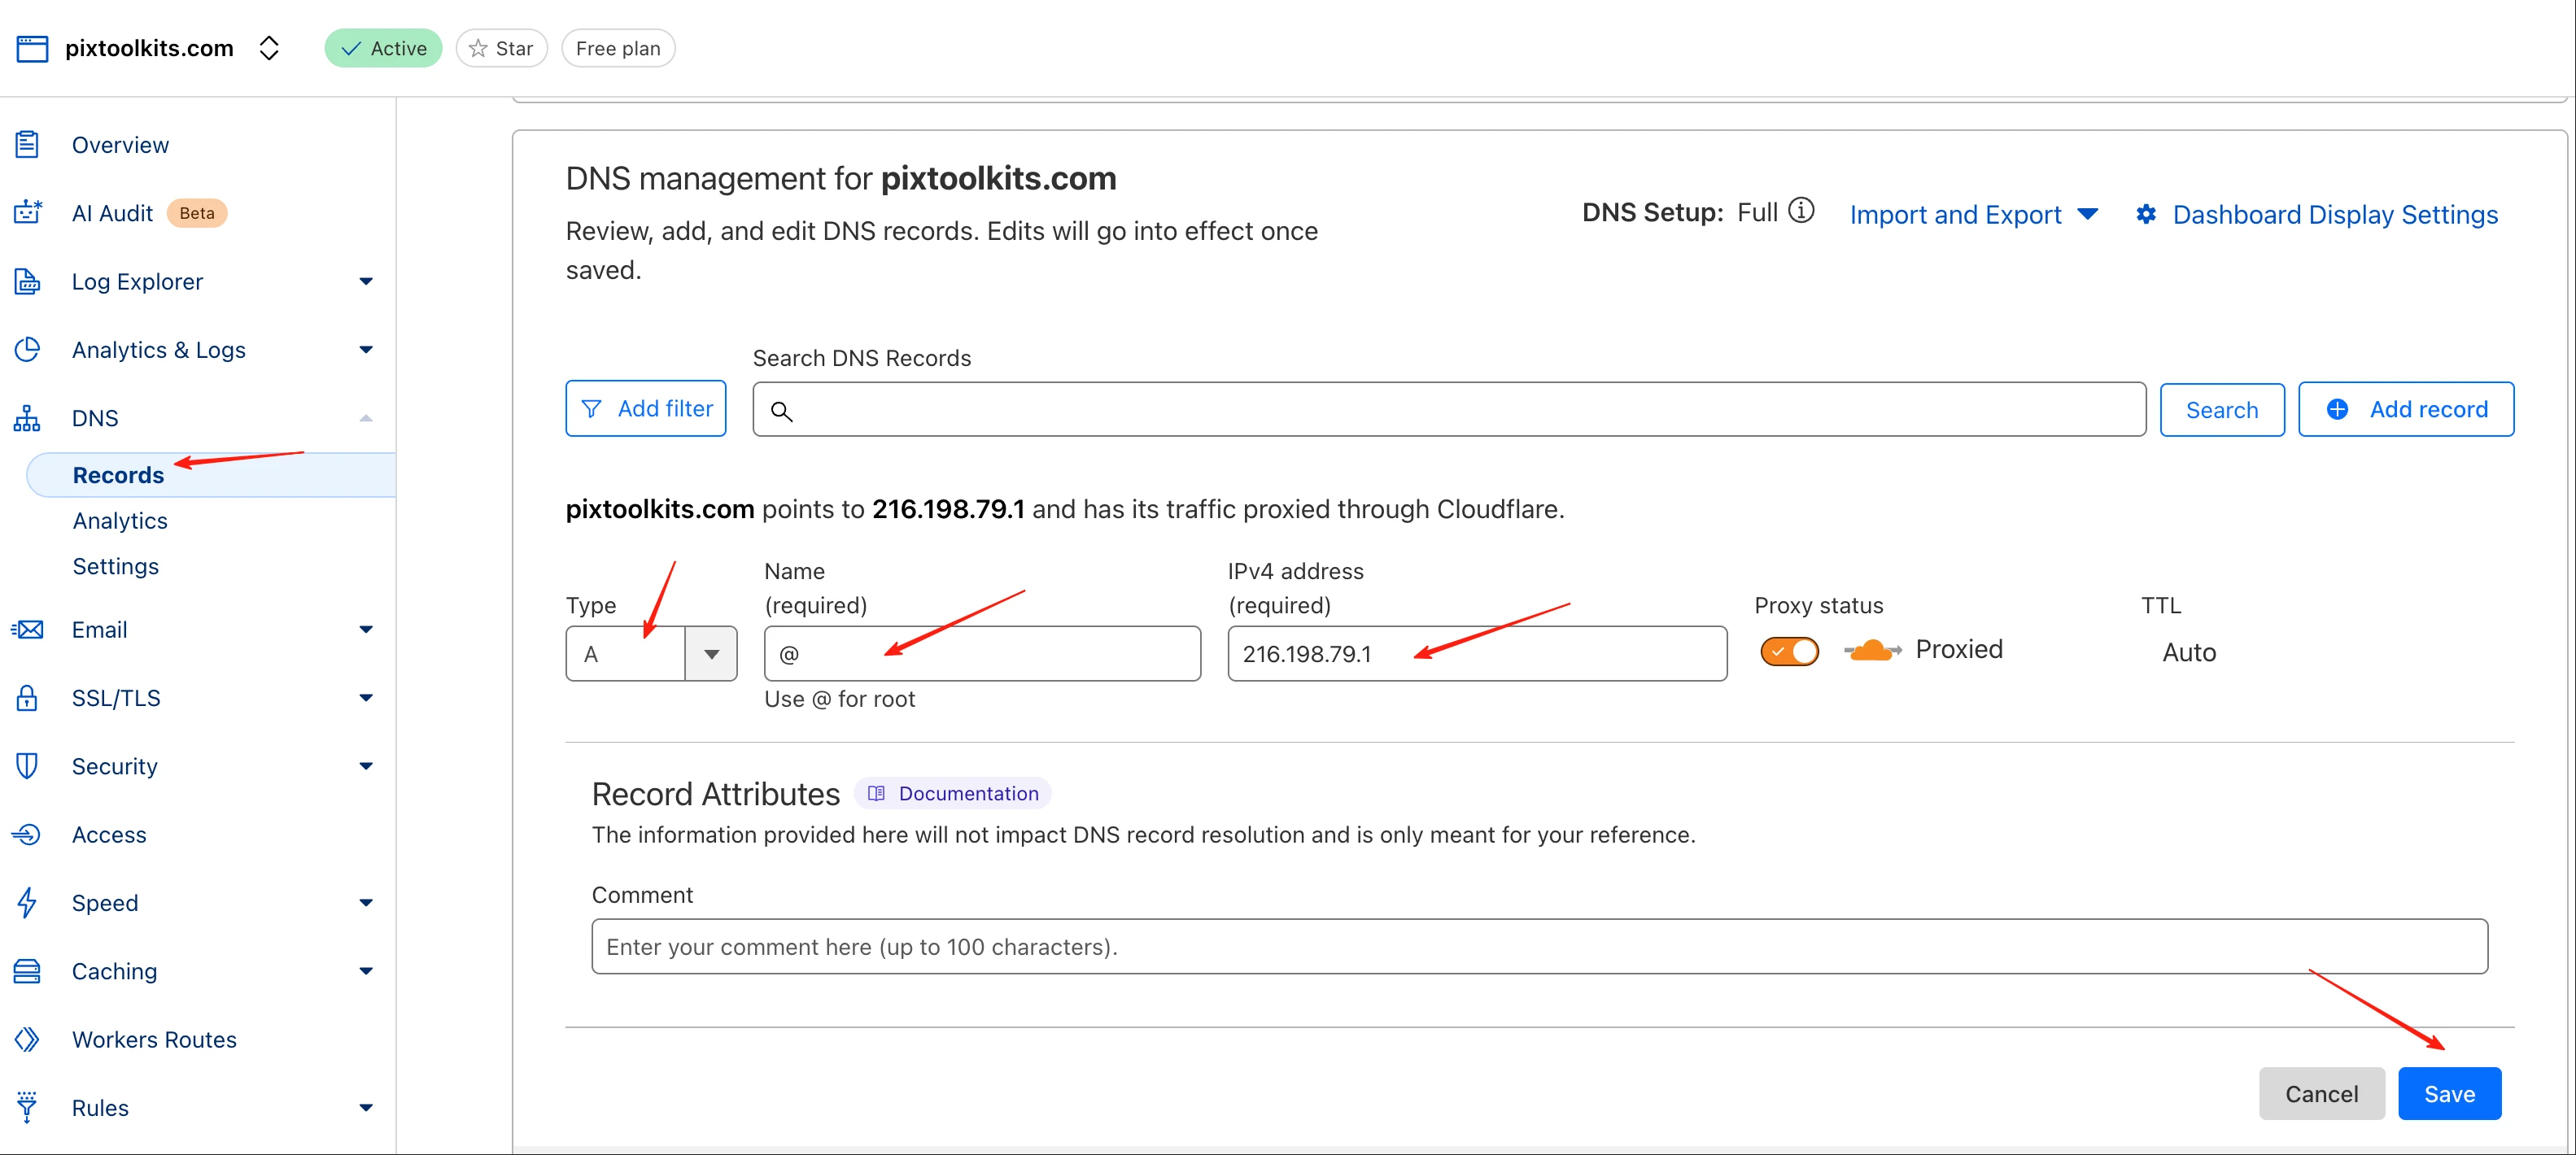 pixtoolkits.com
Active
Star
Free plan
Overview
AI Audit
Beta
Log Explorer
Analytics & Logs
DNS
Records
Analytics
Settings
Email
SSL/TLS
Security
Access
Speed
Caching
Workers Routes
Rules
DNS management for pixtoolkits.com
Review, add, and edit DNS records. Edits will go into effect once
saved.
DNS Setup: Full
Import and Export
Dashboard Display Settings
Search DNS Records
Add filter
Search
Add record
pixtoolkits.com points to 216.198.79.1 and has its traffic proxied through Cloudflare.
Type
Name
(required)
IPv4 address
(required)
Proxy status
TTL
A
@
216.198.79.1
Proxied
Auto
Use @ for root
Record Attributes
Documentation
The information provided here will not impact DNS record resolution and is only meant for your reference.
Comment
Enter your comment here (up to 100 characters).
Cancel
Save